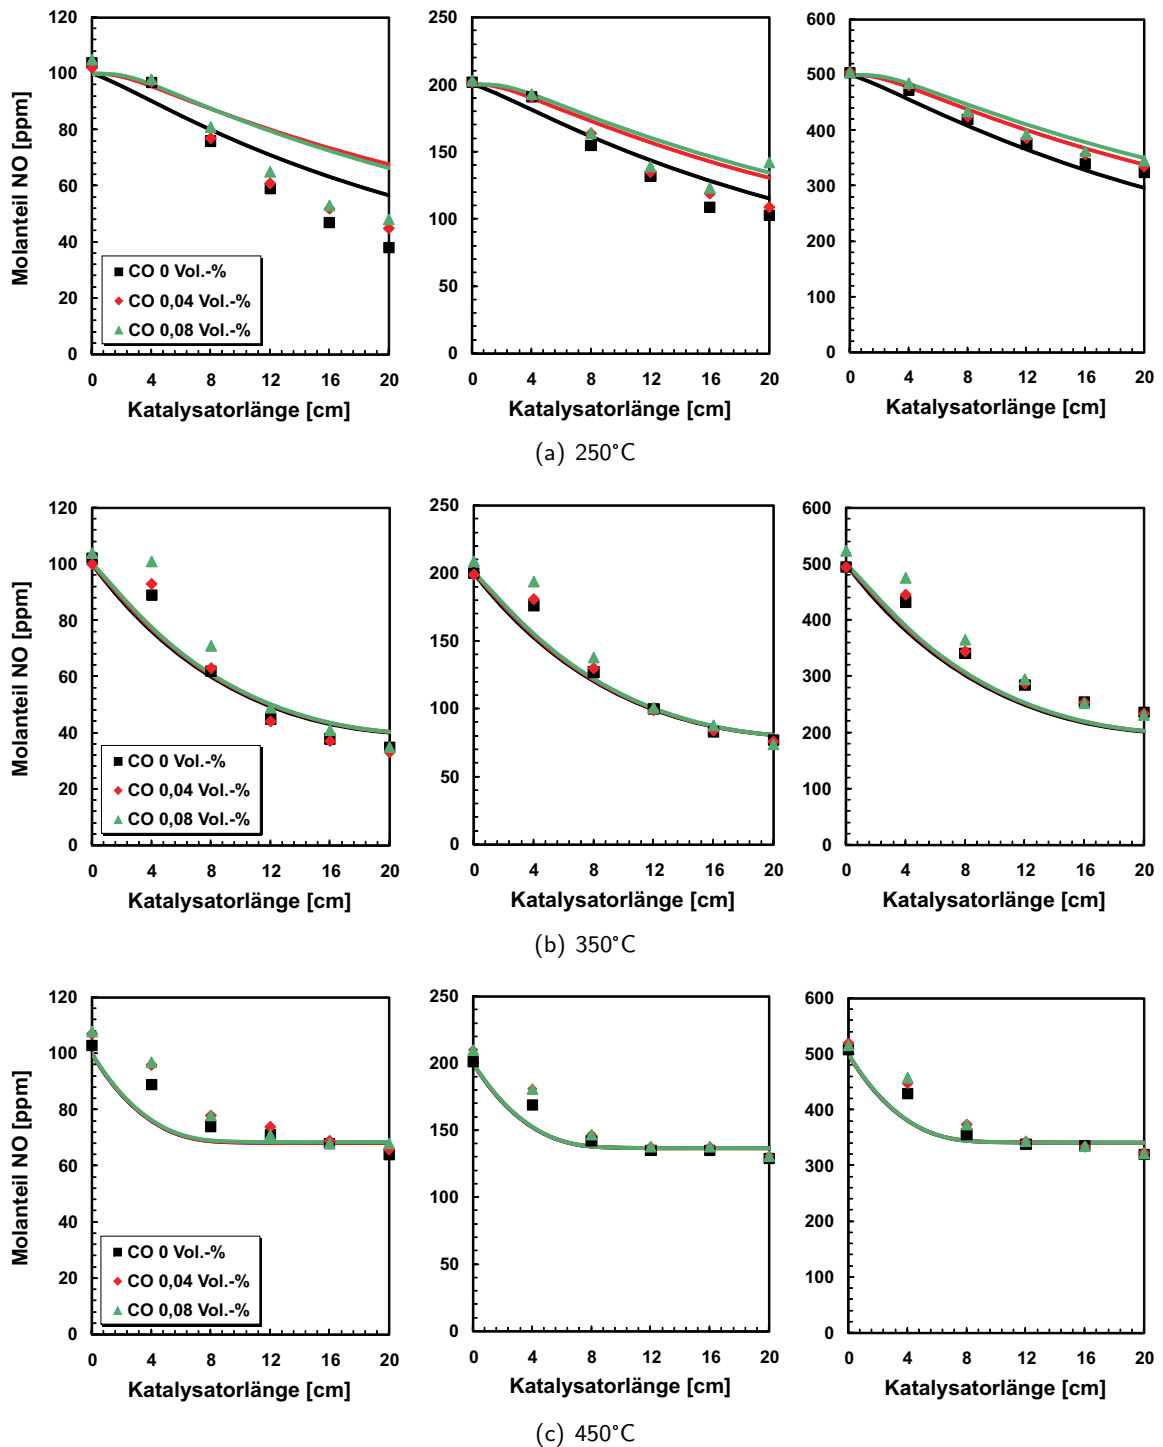 Molanteil NO [ppm]
120
100
80
60
40
20
0
CO 0 Vol.-%
CO 0,04 Vol.-%
CO 0,08 Vol.-%
0 4 8 12 16 20
Katalysatorlänge [cm]
250
200
150
100
50
0
0 4 8 12 16 20
Katalysatorlänge [cm]
600
500
400
300
200
100
0
0 4 8 12 16 20
Katalysatorlänge [cm]
(a) 250°C
Molanteil NO [ppm]
120
100
80
60
40
20
0
CO 0 Vol.-%
CO 0,04 Vol.-%
CO 0,08 Vol.-%
0 4 8 12 16 20
Katalysatorlänge [cm]
250
200
150
100
50
0
0 4 8 12 16 20
Katalysatorlänge [cm]
600
500
400
300
200
100
0
0 4 8 12 16 20
Katalysatorlänge [cm]
(b) 350°C
Molanteil NO [ppm]
120
100
80
60
40
20
0
CO 0 Vol.-%
CO 0,04 Vol.-%
CO 0,08 Vol.-%
0 4 8 12 16 20
Katalysatorlänge [cm]
250
200
150
100
50
0
0 4 8 12 16 20
Katalysatorlänge [cm]
600
500
400
300
200
100
0
0 4 8 12 16 20
Katalysatorlänge [cm]
(c) 450°C